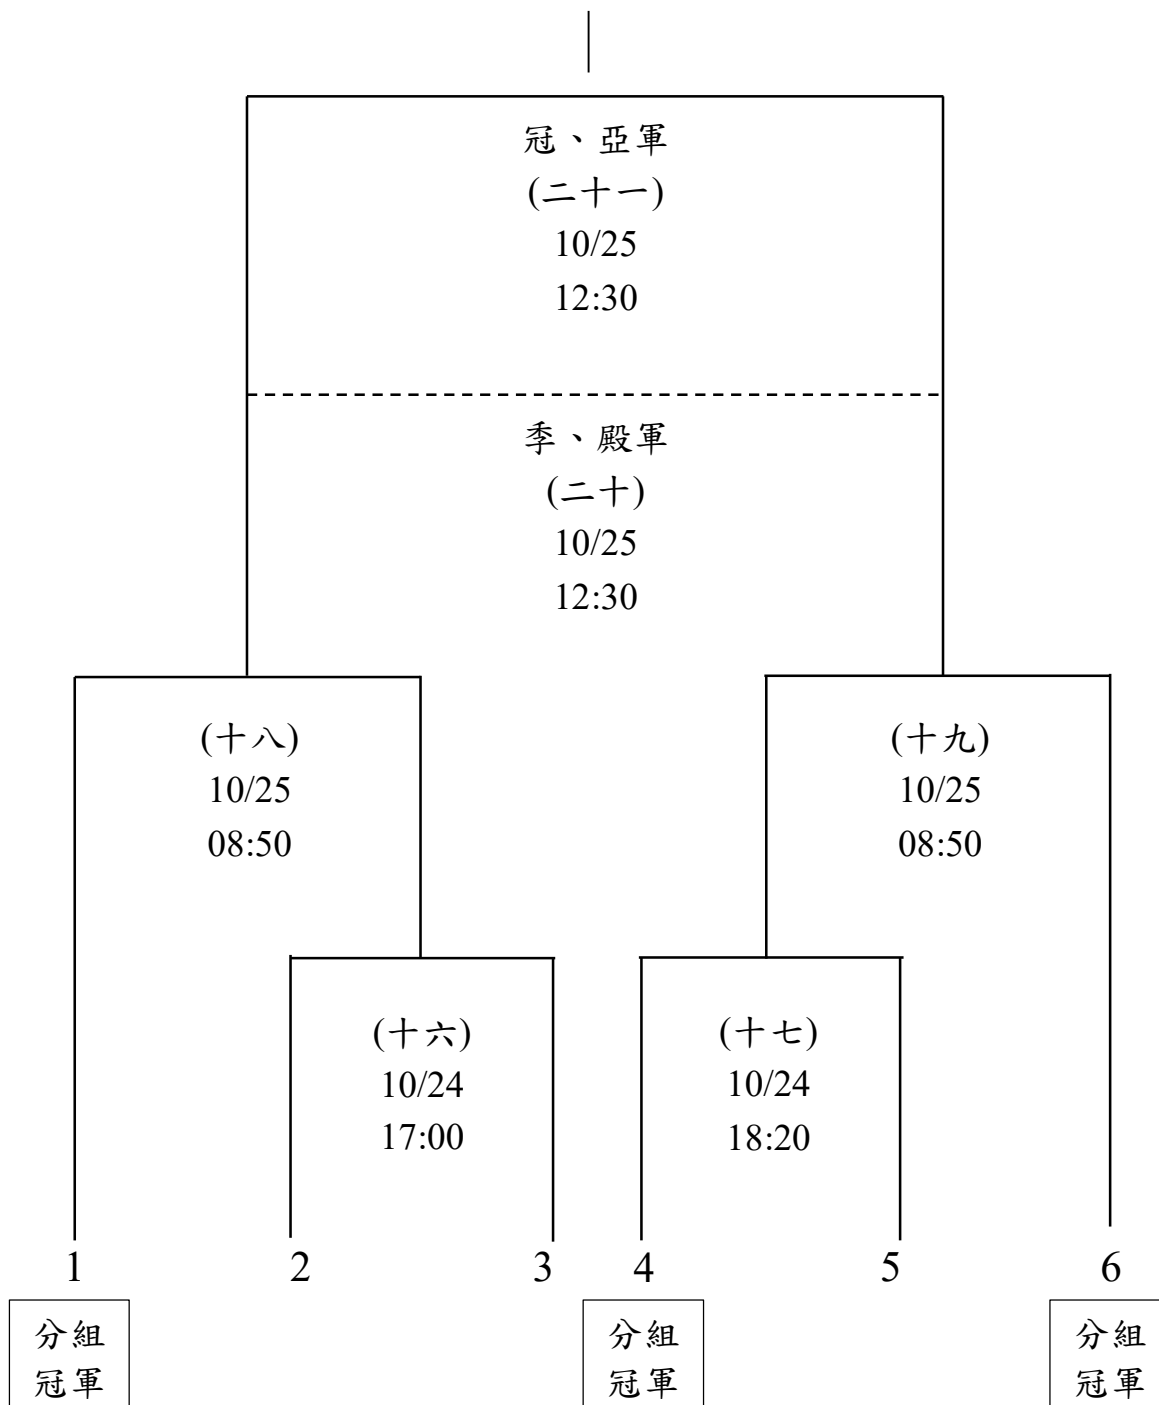 冠、亞軍
(二十一)
10/25
12:30
季、殿軍
(二十)
10/25
12:30
(十八)
10/25
08:50
(十九)
10/25
08:50
(十六)
10/24
17:00
(十七)
10/24
18:20
1 2 3 4 5 6
分組
冠軍
分組
冠軍
分組
冠軍